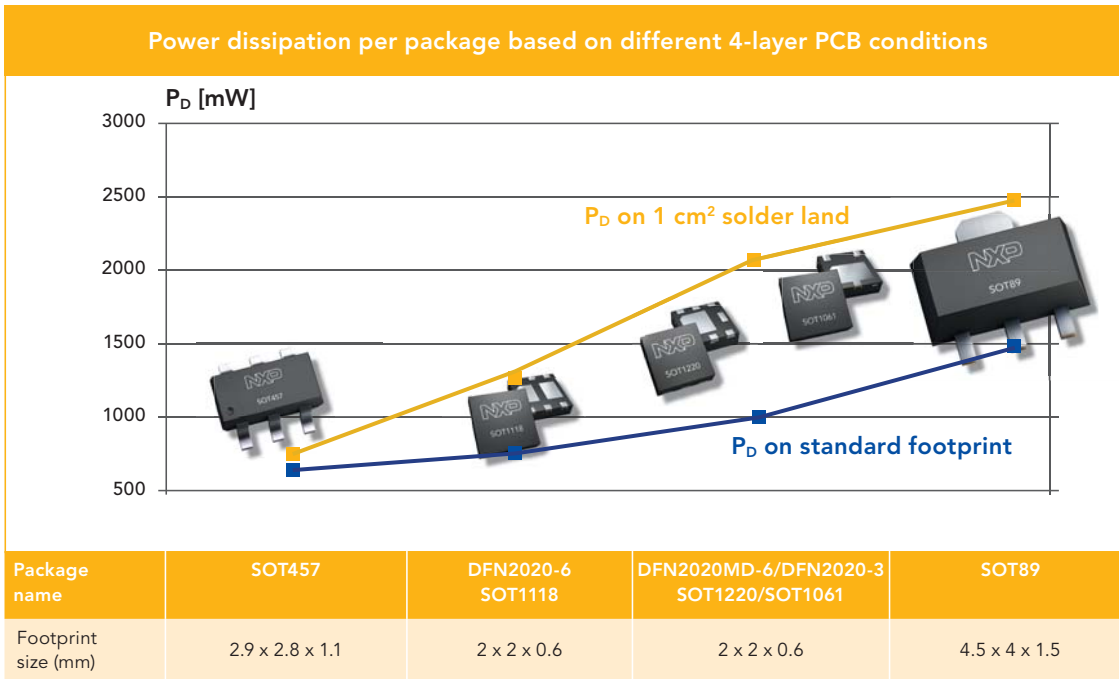 Power dissipation per package based on different 4-layer PCB conditions
P_D [mW]
3000
2500
2000
1500
1000
500
P_D on 1 cm² solder land
P_D on standard footprint
NXP
SOT457
NXP
SOT1118
NXP
SOT1220
NXP
SOT1061
NXP
SOT89
Package name SOT457 DFN2020-6 SOT1118 DFN2020MD-6/DFN2020-3 SOT1220/SOT1061 SOT89
Footprint size (mm) 2.9 x 2.8 x 1.1 2 x 2 x 0.6 2 x 2 x 0.6 4.5 x 4 x 1.5